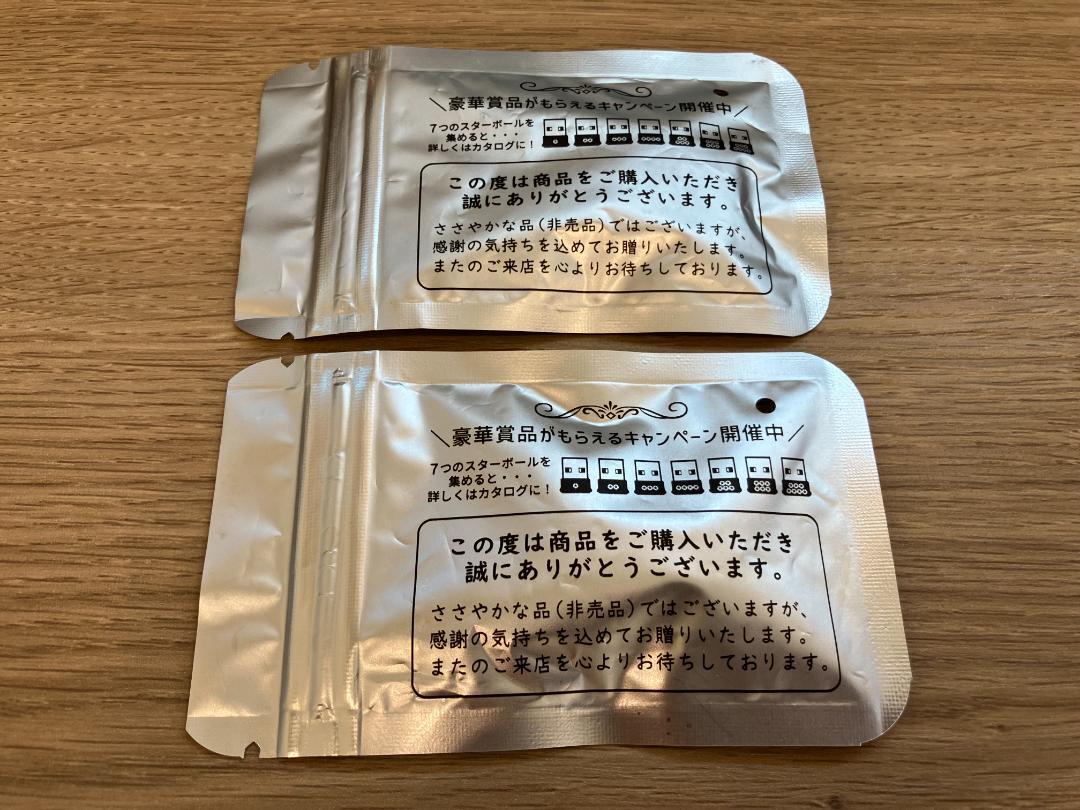 ＼豪華賞品がもらえるキャンペーン開催中／
7つのスターボールを
集めると・・・
詳しくはカタログに！
この度は商品をご購入いただき
誠にありがとうございます。
ささやかな品（非売品）ではございますが、
感謝の気持ちを込めてお贈りいたします。
またのご来店を心よりお待ちしております。
＼豪華賞品がもらえるキャンペーン開催中／
7つのスターボールを
集めると・・・
詳しくはカタログに！
この度は商品をご購入いただき
誠にありがとうございます。
ささやかな品（非売品）ではございますが、
感謝の気持ちを込めてお贈りいたします。
またのご来店を心よりお待ちしております。